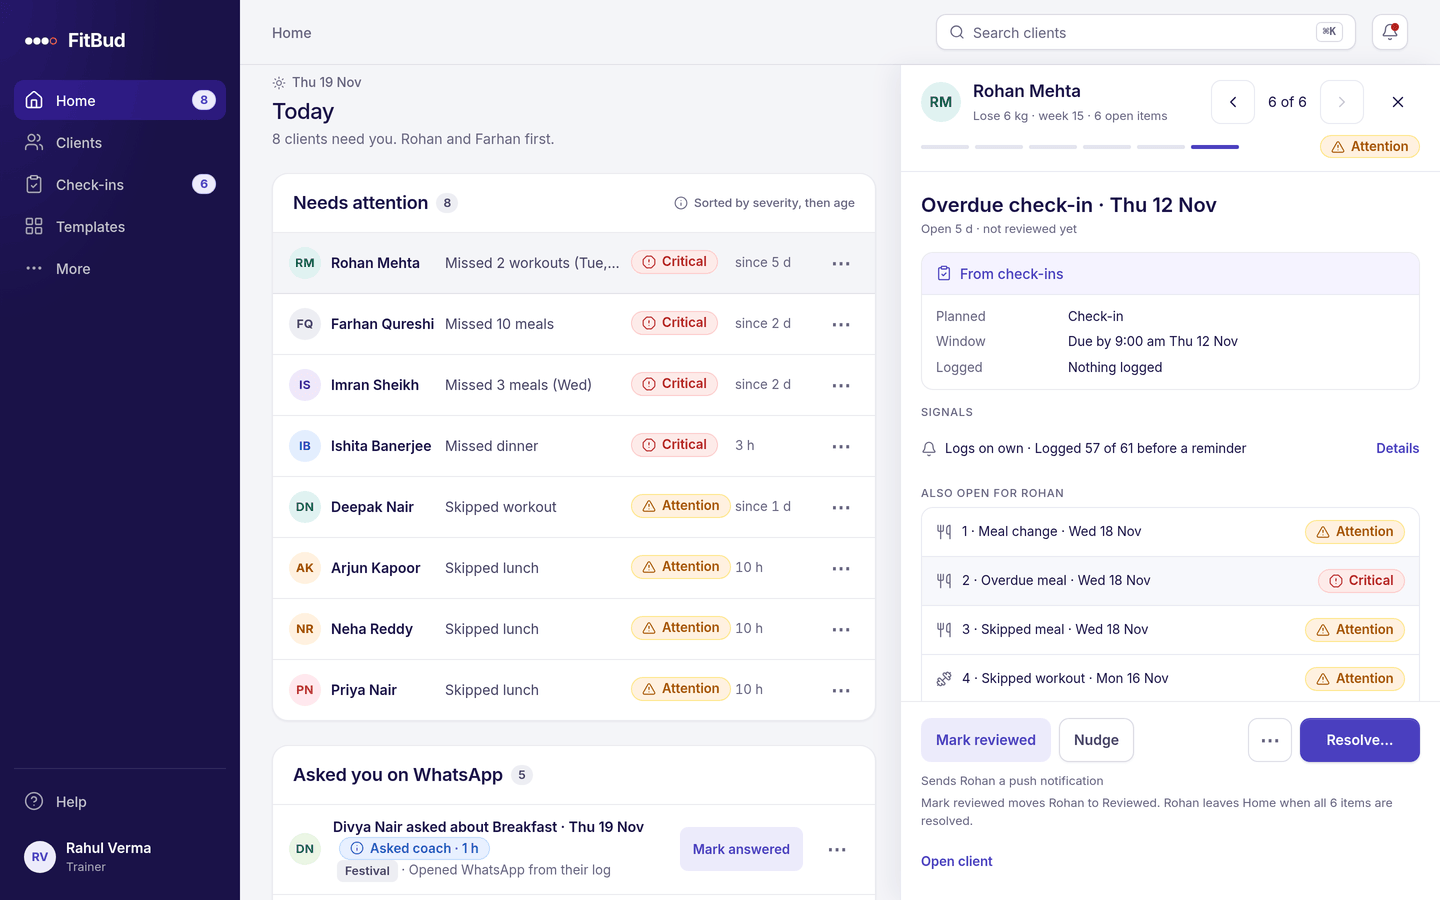 FitBud
Home 8
Clients
Check-ins 6
Templates
More
Help
RV Rahul Verma
Trainer
Home
Search clients ⌘K
Thu 19 Nov
Today
8 clients need you. Rohan and Farhan first.
Needs attention 8 Sorted by severity, then age
RM Rohan Mehta Missed 2 workouts (Tue,... Critical since 5 d
FQ Farhan Qureshi Missed 10 meals Critical since 2 d
IS Imran Sheikh Missed 3 meals (Wed) Critical since 2 d
IB Ishita Banerjee Missed dinner Critical 3 h
DN Deepak Nair Skipped workout Attention since 1 d
AK Arjun Kapoor Skipped lunch Attention 10 h
NR Neha Reddy Skipped lunch Attention 10 h
PN Priya Nair Skipped lunch Attention 10 h
Asked you on WhatsApp 5
DN Divya Nair asked about Breakfast · Thu 19 Nov
Asked coach · 1 h
Festival · Opened WhatsApp from their log
Mark answered
RM Rohan Mehta
Lose 6 kg · week 15 · 6 open items
6 of 6
Attention
Overdue check-in · Thu 12 Nov
Open 5 d · not reviewed yet
From check-ins
Planned Check-in
Window Due by 9:00 am Thu 12 Nov
Logged Nothing logged
SIGNALS
Logs on own · Logged 57 of 61 before a reminder Details
ALSO OPEN FOR ROHAN
1 · Meal change · Wed 18 Nov Attention
2 · Overdue meal · Wed 18 Nov Critical
3 · Skipped meal · Wed 18 Nov Attention
4 · Skipped workout · Mon 16 Nov Attention
Mark reviewed Nudge Resolve...
Sends Rohan a push notification
Mark reviewed moves Rohan to Reviewed. Rohan leaves Home when all 6 items are
resolved.
Open client